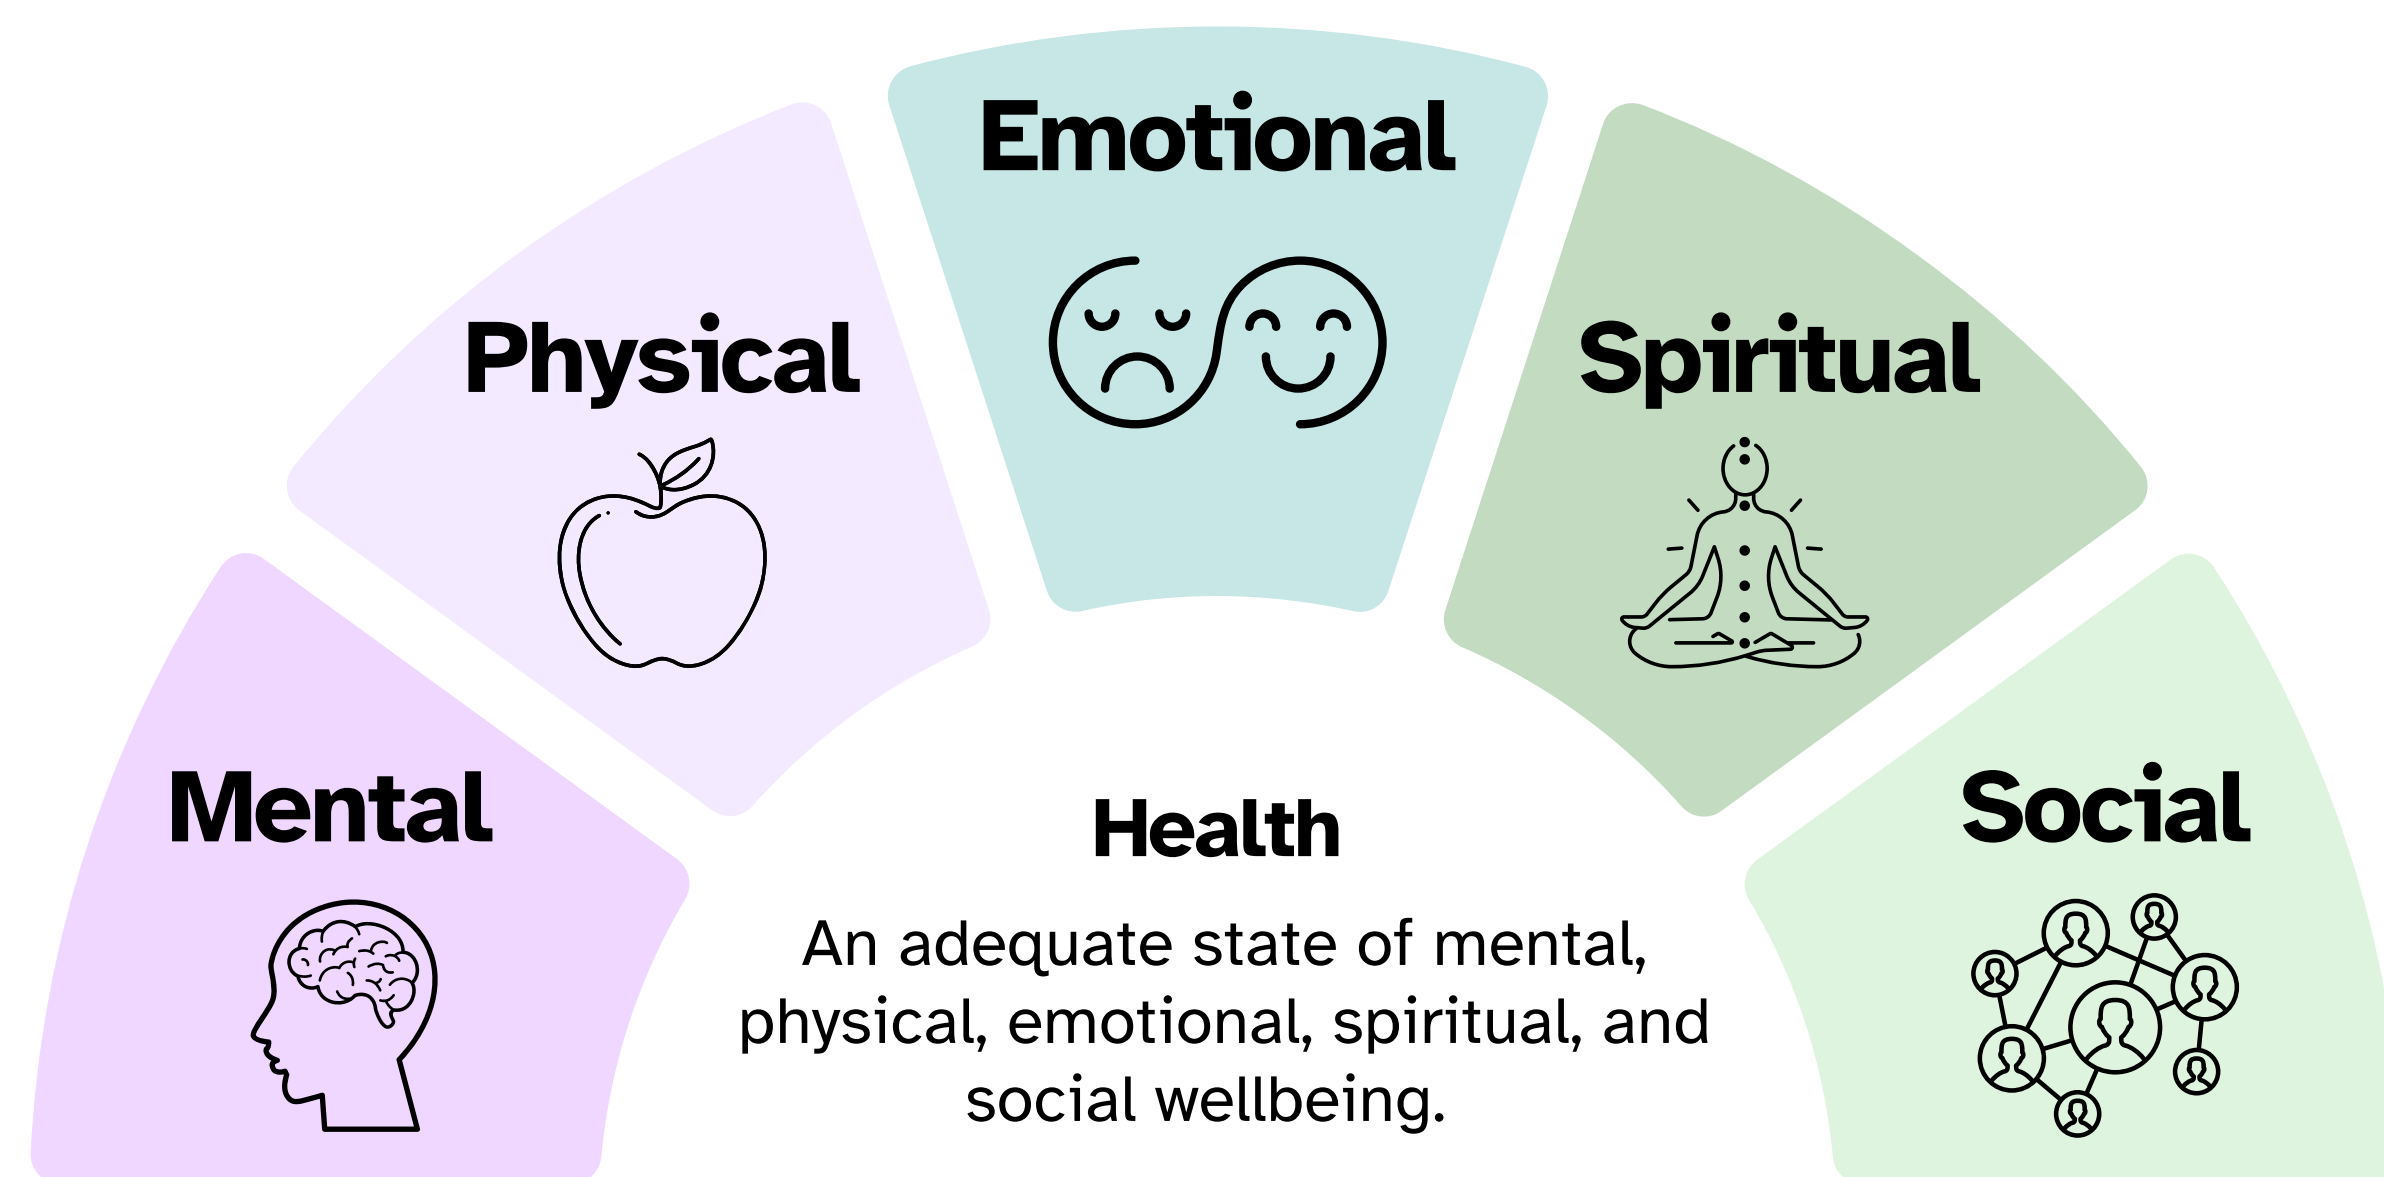 Emotional
Physical
Spiritual
Mental
Social
Health
An adequate state of mental,
physical, emotional, spiritual, and
social wellbeing.